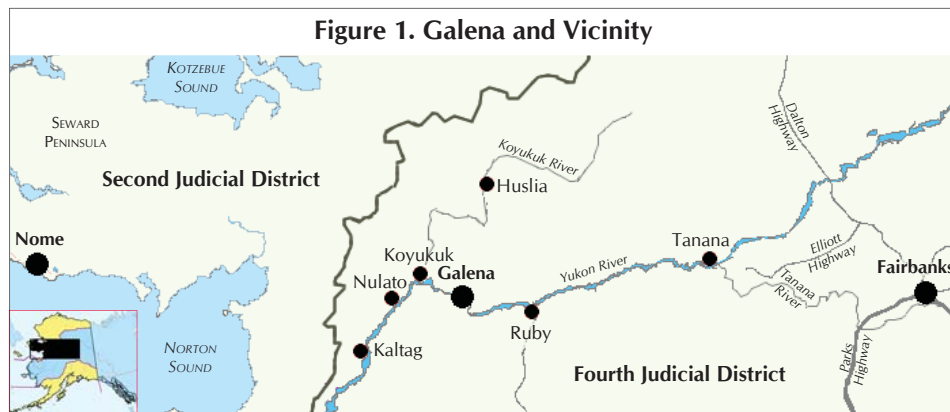 Figure 1. Galena and Vicinity
KOTZEBUE
SOUND
SEWARD
PENINSULA
Second Judicial District
Nome
NORTON
SOUND
Koyukuk River
Huslia
Koyukuk
Galena
Nulato
Kaltag
Yukon River
Ruby
Tanana
Dalton
Highway
Elliott
Highway
Tanana
River
Fairbanks
Parks
Highway
Fourth Judicial District